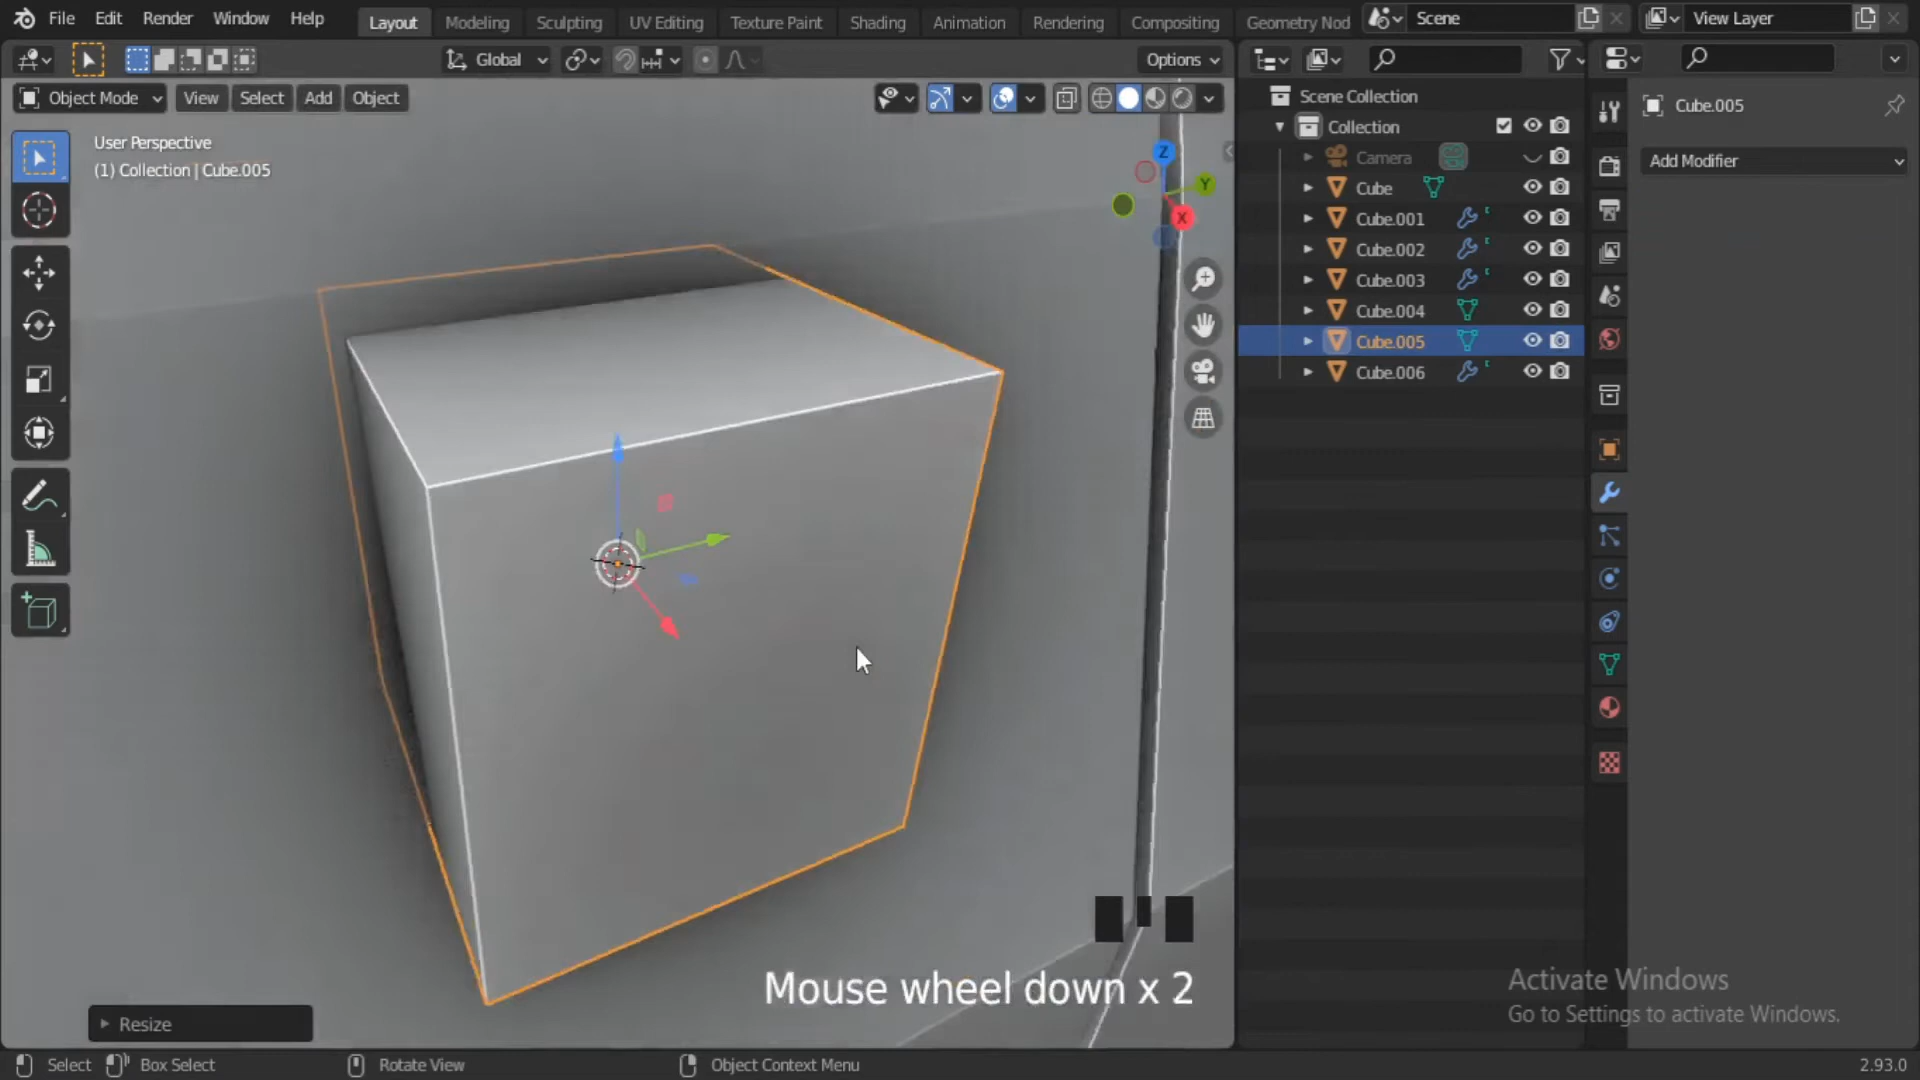 File Edit Render Window Help Layout Modeling Sculpting UV Editing Texture Paint Shading Animation Rendering Compositing Geometry Nod Scene View Layer
Global Options
Object Mode View Select Add Object
User Perspective
(1) Collection | Cube.005
Z
Y
X
Scene Collection
Collection
Camera
Cube
Cube.001
Cube.002
Cube.003
Cube.004
Cube.005
Cube.006
Cube.005
Add Modifier
Mouse wheel down x 2
Resize
Activate Windows
Go to Settings to activate Windows.
Select Box Select Rotate View Object Context Menu 2.93.0